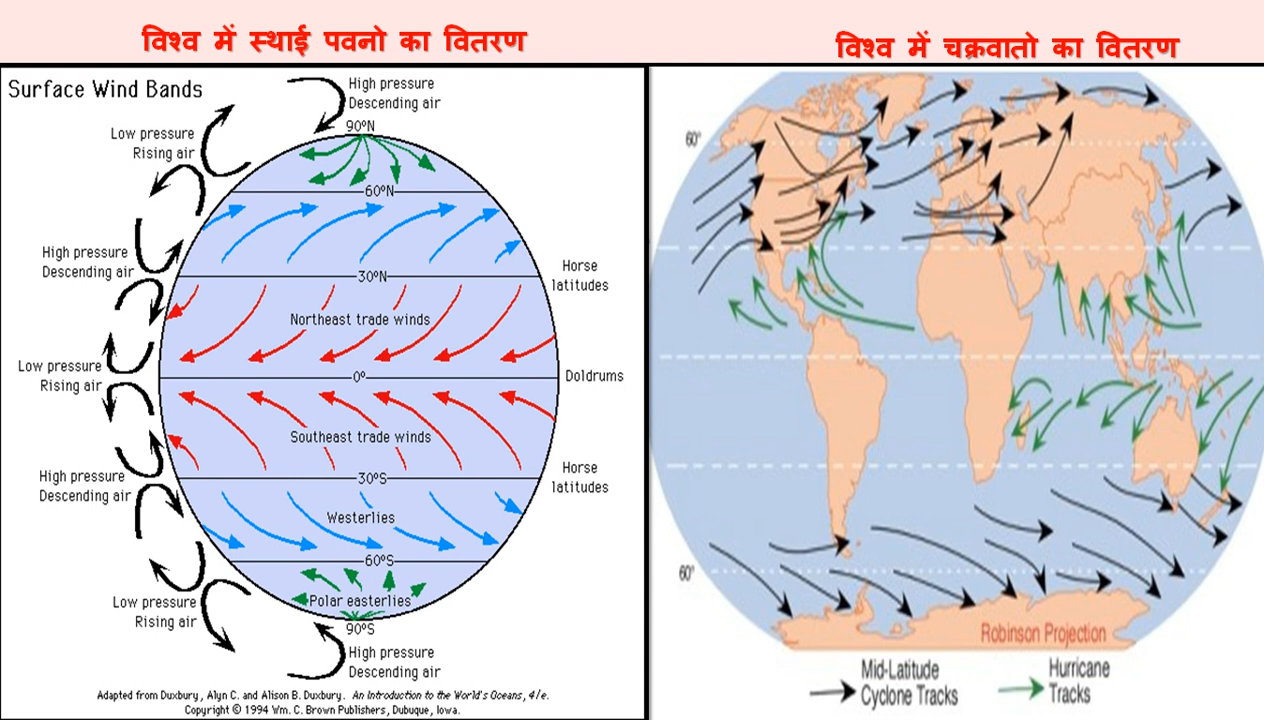 विश्व में स्थाई पवनो का वितरण
विश्व में चक्रवातो का वितरण
Surface Wind Bands
High pressure
Descending air
90ºN
Low pressure
Rising air
60ºN
High pressure
Descending air
30ºN
Horse
latitudes
Northeast trade winds
Low pressure
Rising air
0º
Doldrums
Southeast trade winds
High pressure
Descending air
30ºS
Horse
latitudes
Westerlies
60ºS
Polar easterlies
Low pressure
Rising air
90ºS
High pressure
Descending air
Adapted from Duxbury, Alyn C. and Alison B. Duxbury. An Introduction to the World's Oceans, 4/e.
Copyright © 1994 Wm. C. Brown Publishers, Dubuque, Iowa.
60°
60°
Robinson Projection
Mid-Latitude
Cyclone Tracks
Hurricane
Tracks